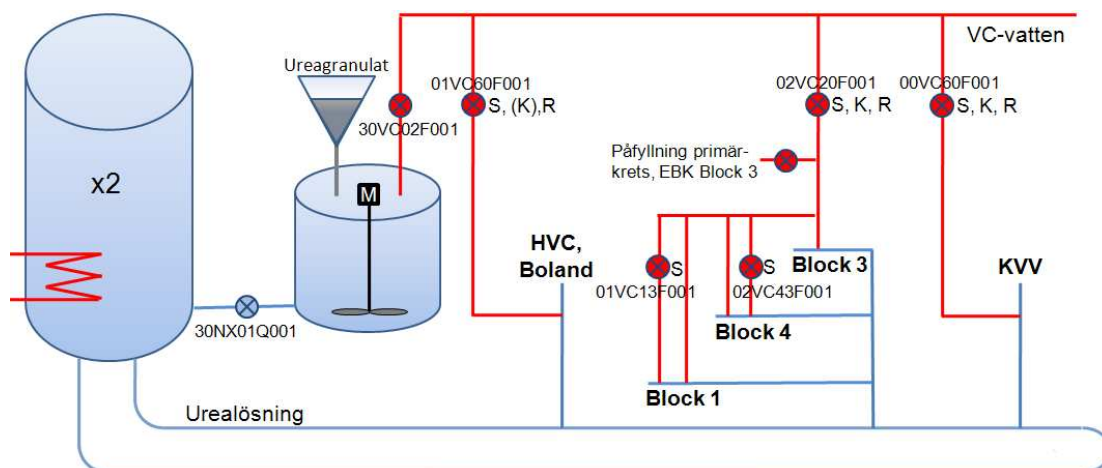 VC-vatten
Ureagranulat
01VC60F001
S, (K),R
30VC02F001
02VC20F001
S, K, R
00VC60F001
S, K, R
Påfyllning primär-
krets, EBK Block 3
x2
M
HVC,
Boland
S
01VC13F001
S
02VC43F001
Block 3
KVV
30NX01Q001
Block 4
Block 1
Urealösning